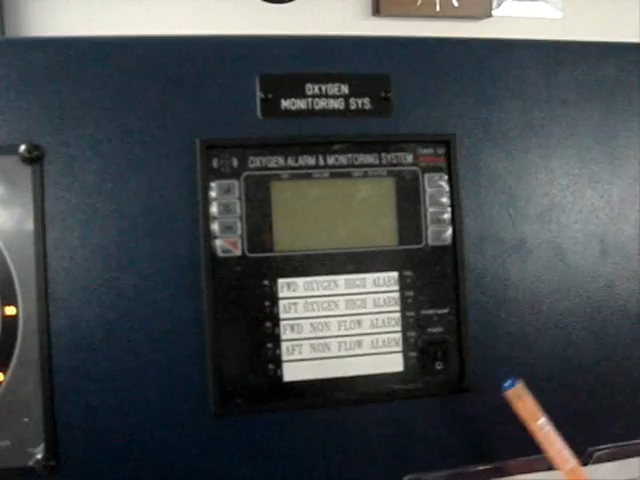 OXYGEN
MONITORING SYS.
OXYGEN ALARM & MONITORING SYSTEM
FWD OXYGEN HIGH ALARM
AFT OXYGEN HIGH ALARM
FWD NON FLOW ALARM
AFT NON FLOW ALARM